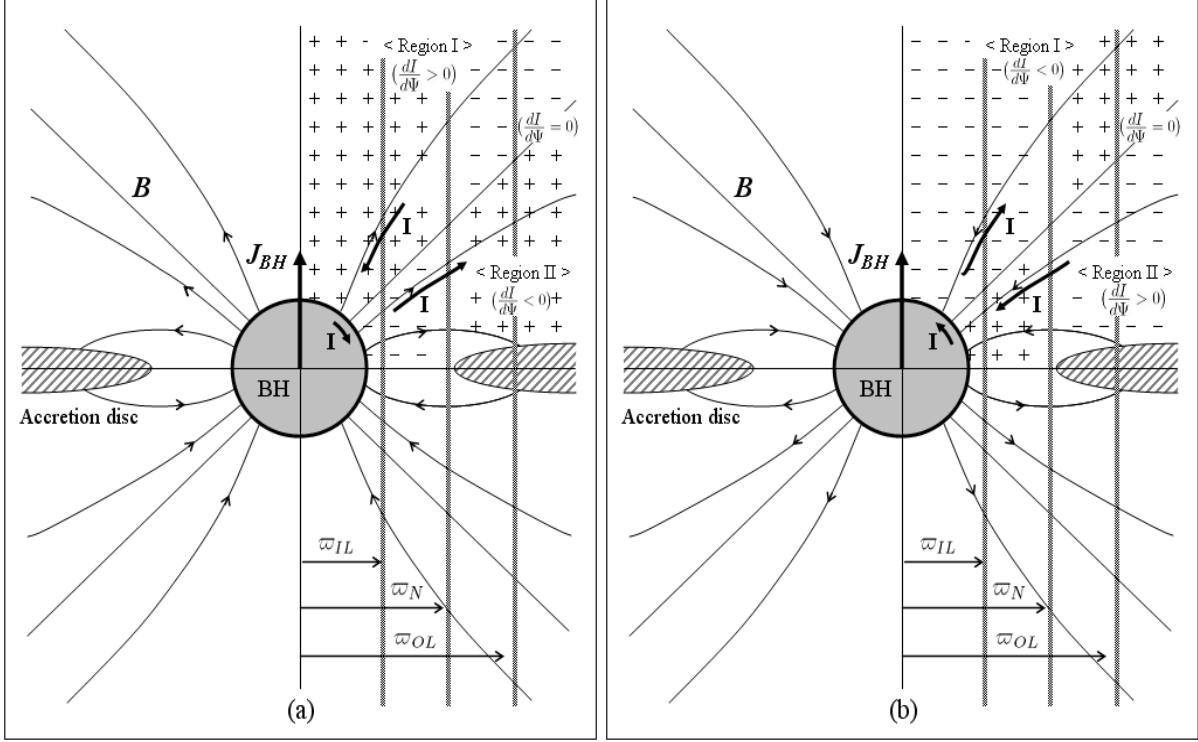 < Region I >
(dI/dΨ > 0)
(dI/dΨ = 0)
B
I
J_BH
< Region II >
(dI/dΨ < 0)
I
I
BH
Accretion disc
ϖ_IL
ϖ_N
ϖ_OL
(a)
< Region I >
(dI/dΨ < 0)
(dI/dΨ = 0)
B
I
J_BH
< Region II >
(dI/dΨ > 0)
I
I
BH
Accretion disc
ϖ_IL
ϖ_N
ϖ_OL
(b)